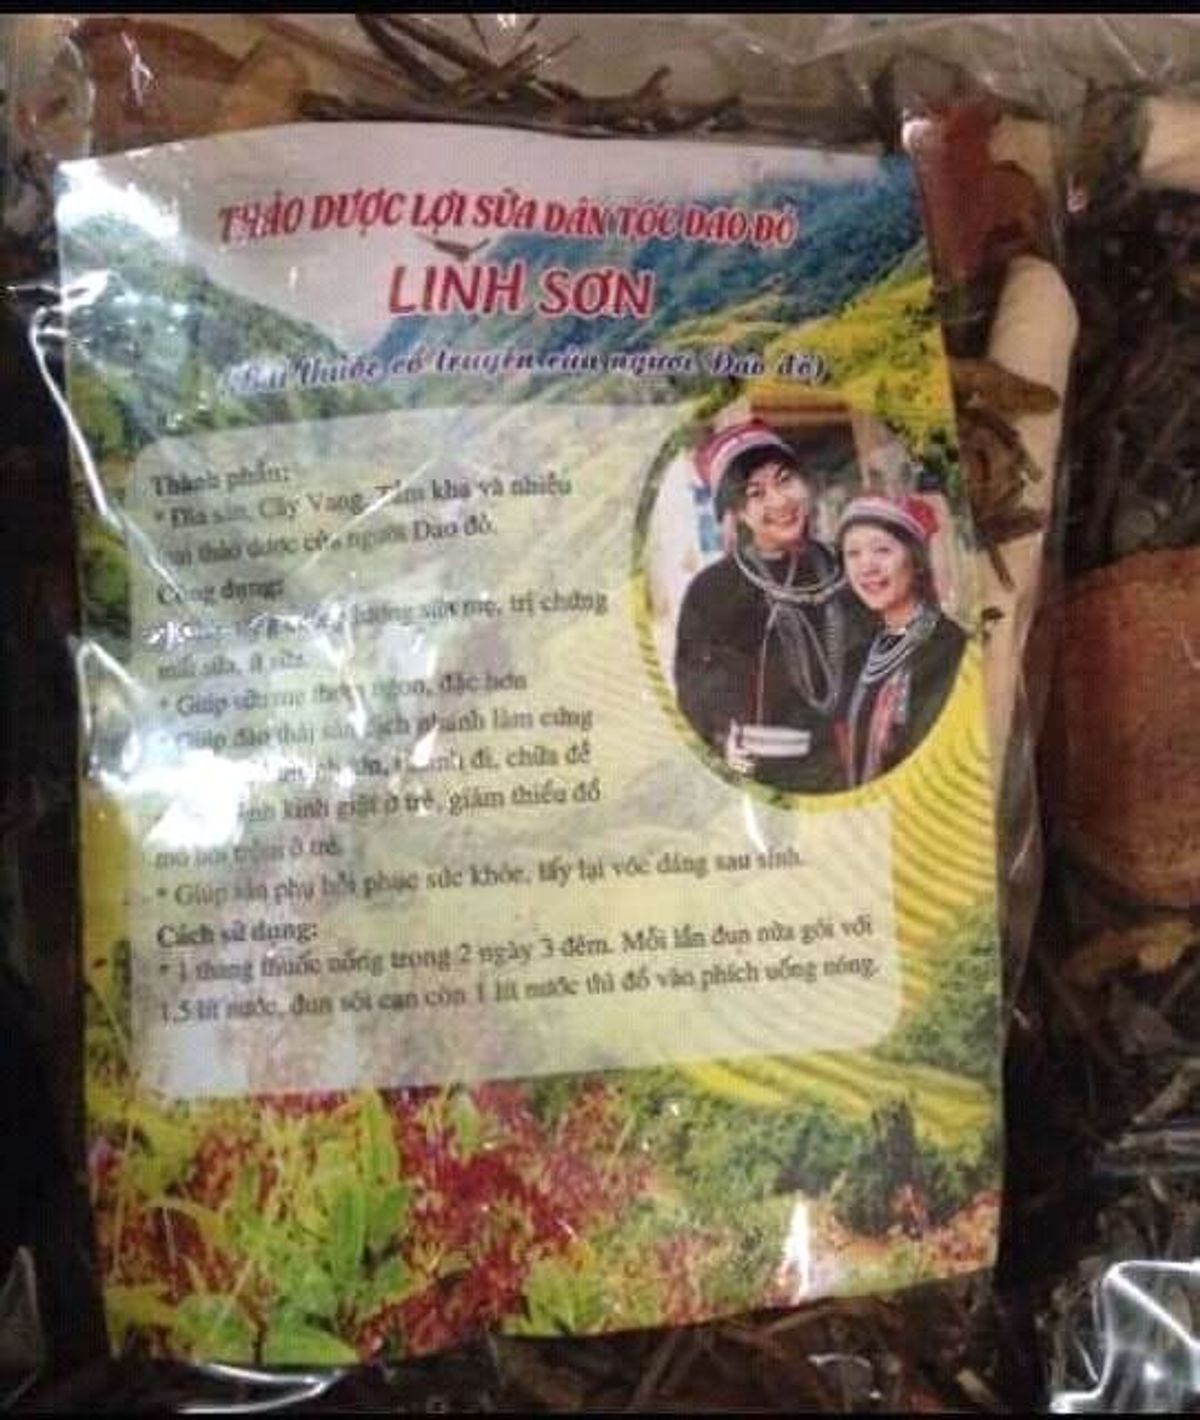 THẢO DƯỢC LỢI SỮA DÂN TỘC DAO ĐỎ
LINH SƠN
(Bài thuốc cổ truyền của người Dao đỏ)
Thành phần:
* Địa sâm, Cây Vang, Tầm kha và nhiều
loại thảo dược của người Dao đỏ.
Công dụng:
lượng sữa mẹ, trị chứng
mất sữa, ít sữa.
* Giúp sữa mẹ thơm ngon, đặc hơn
* Giúp đào thải sản dịch nhanh làm cứng
đi, chữa đề
kinh giật ở trẻ, giảm thiểu đổ
mồ hôi trộm ở trẻ.
* Giúp sản phụ hồi phục sức khỏe, lấy lại vóc dáng sau sinh.
Cách sử dụng:
* 1 thang thuốc uống trong 2 ngày 3 đêm. Mỗi lần đun nửa gói với
1,5 lít nước, đun sôi cạn còn 1 lít nước thì đổ vào phích uống nóng.